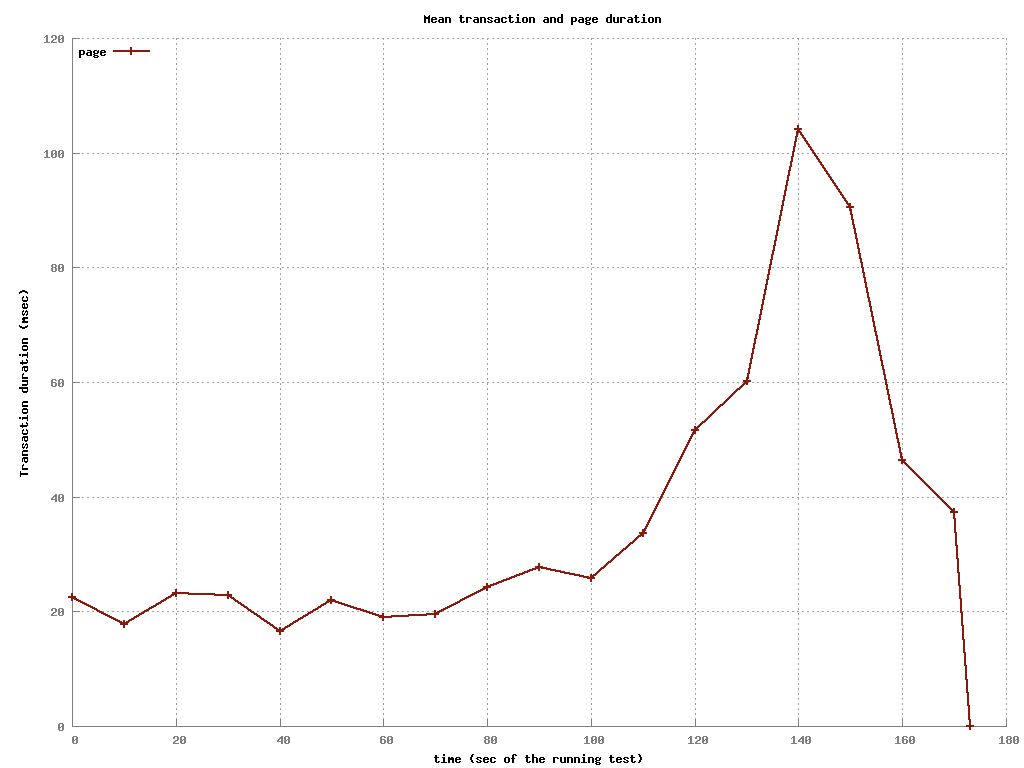 Mean transaction and page duration
120
page
100
80
60
40
20
0
Transaction duration (msec)
0 20 40 60 80 100 120 140 160 180
time (sec of the running test)